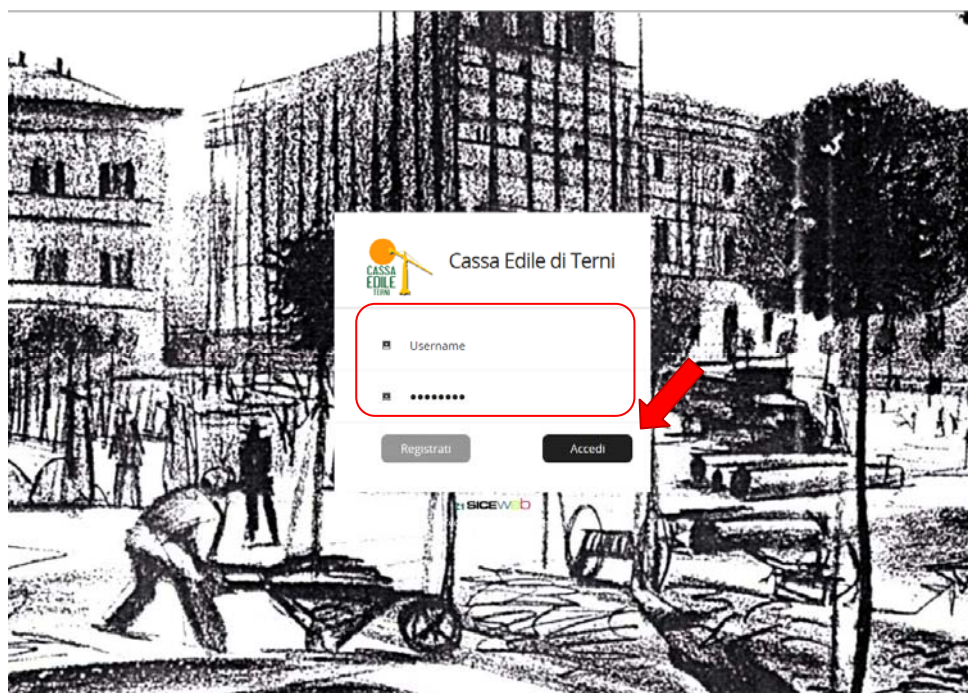 CASSA
EDILE
TERNI
Cassa Edile di Terni
Username
••••••••
Registrati
Accedi
SICEWeb